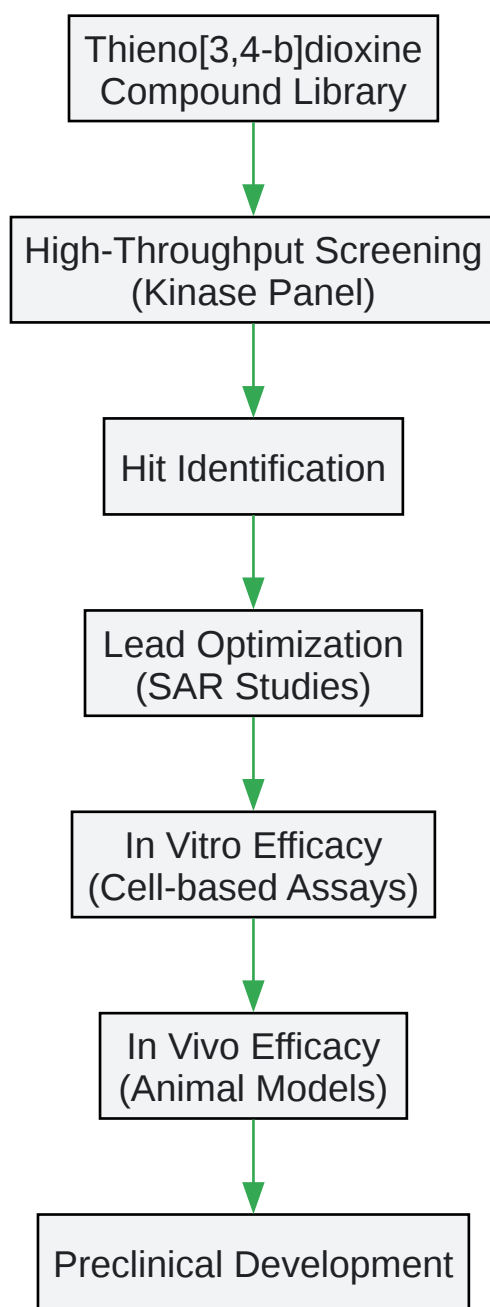 Thieno[3,4-b]dioxine
Compound Library
High-Throughput Screening
(Kinase Panel)
Hit Identification
Lead Optimization
(SAR Studies)
In Vitro Efficacy
(Cell-based Assays)
In Vivo Efficacy
(Animal Models)
Preclinical Development